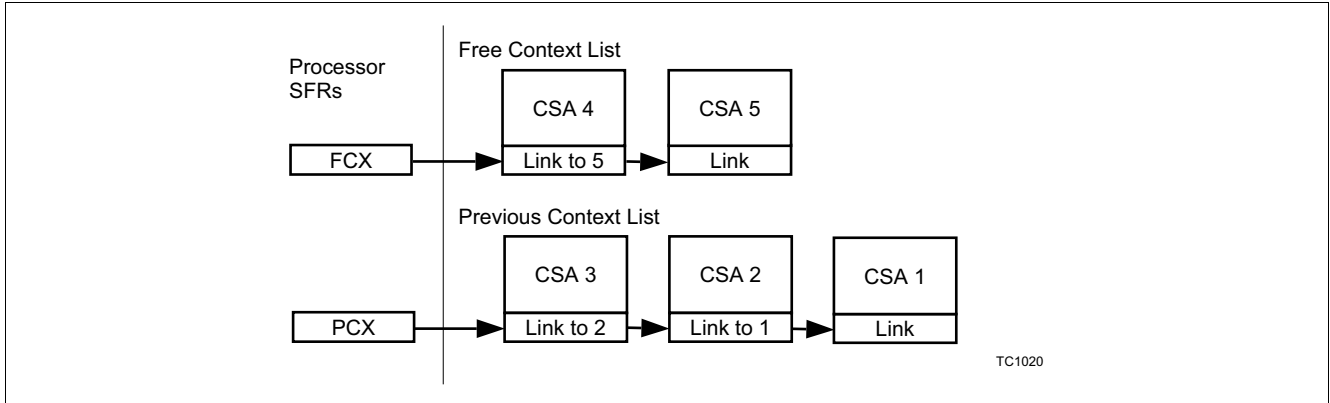 Processor
SFRs
Free Context List
CSA 4
CSA 5
FCX
Link to 5
Link
Previous Context List
CSA 3
CSA 2
CSA 1
PCX
Link to 2
Link to 1
Link
TC1020